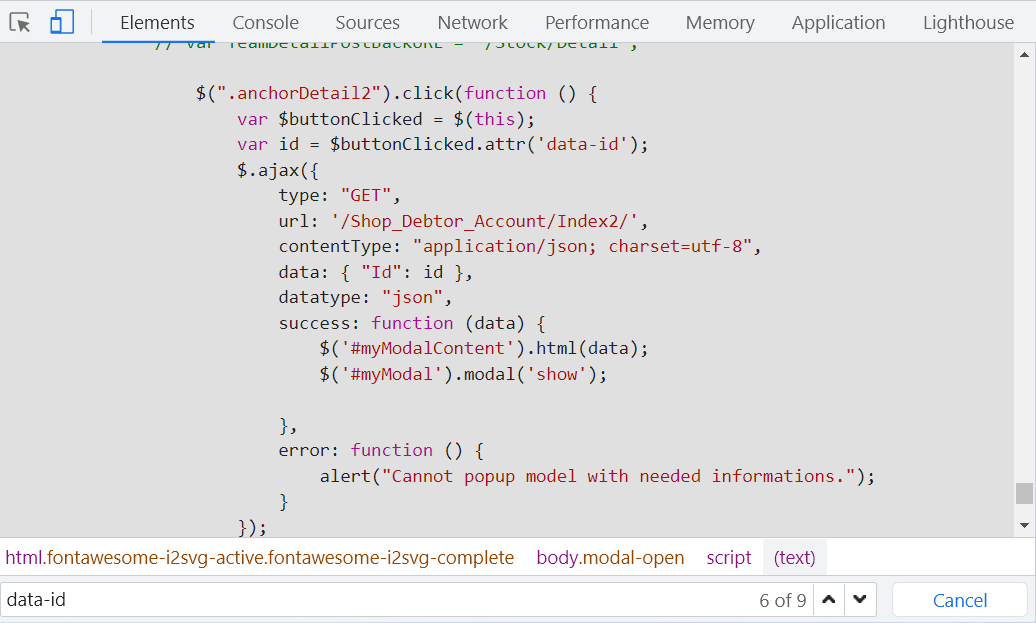 Elements Console Sources Network Performance Memory Application Lighthouse
// var TeamDetailPostBackURL = '/Stock/Detail';
$(".anchorDetail2").click(function () {
var $buttonClicked = $(this);
var id = $buttonClicked.attr('data-id');
$.ajax({
type: "GET",
url: '/Shop_Debtor_Account/Index2/',
contentType: "application/json; charset=utf-8",
data: { "Id": id },
datatype: "json",
success: function (data) {
$('#myModalContent').html(data);
$('#myModal').modal('show');
},
error: function () {
alert("Cannot popup model with needed informations.");
}
});
html.fontawesome-i2svg-active.fontawesome-i2svg-complete body.modal-open script (text)
data-id 6 of 9 Cancel